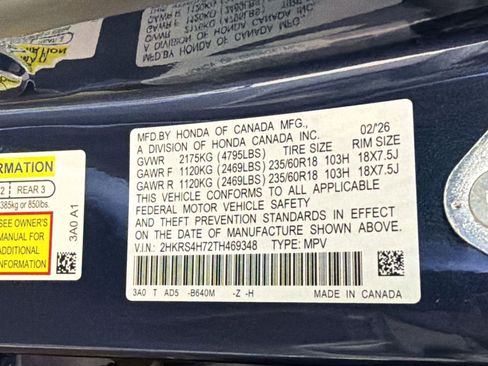 MFD.BY HONDA OF CANADA MFG., 02/'26
A DIVISION OF HONDA CANADA INC.
GVWR 2175KG (4795LBS) TIRE SIZE RIM SIZE
GAWR F 1120KG (2469LBS) 235/60R18 103H 18X7.5J
GAWR R 1120KG (2469LBS) 235/60R18 103H 18X7.5J
THIS VEHICLE CONFORMS TO ALL APPLICABLE
FEDERAL MOTOR VEHICLE SAFETY
AND THEFT PREVENTION STANDARDS IN EFFECT
ON THE DATE OF MANUFACTURE SHOWN ABOVE.
V.I.N.: 2HKRS4H72TH469348 TYPE: MPV
3A0 T AD5 -B640M -Z -H MADE IN CANADA
3A0 A1
2 REAR 3
385kg or 850lbs.
SEE OWNER'S
MANUAL FOR
ADDITIONAL